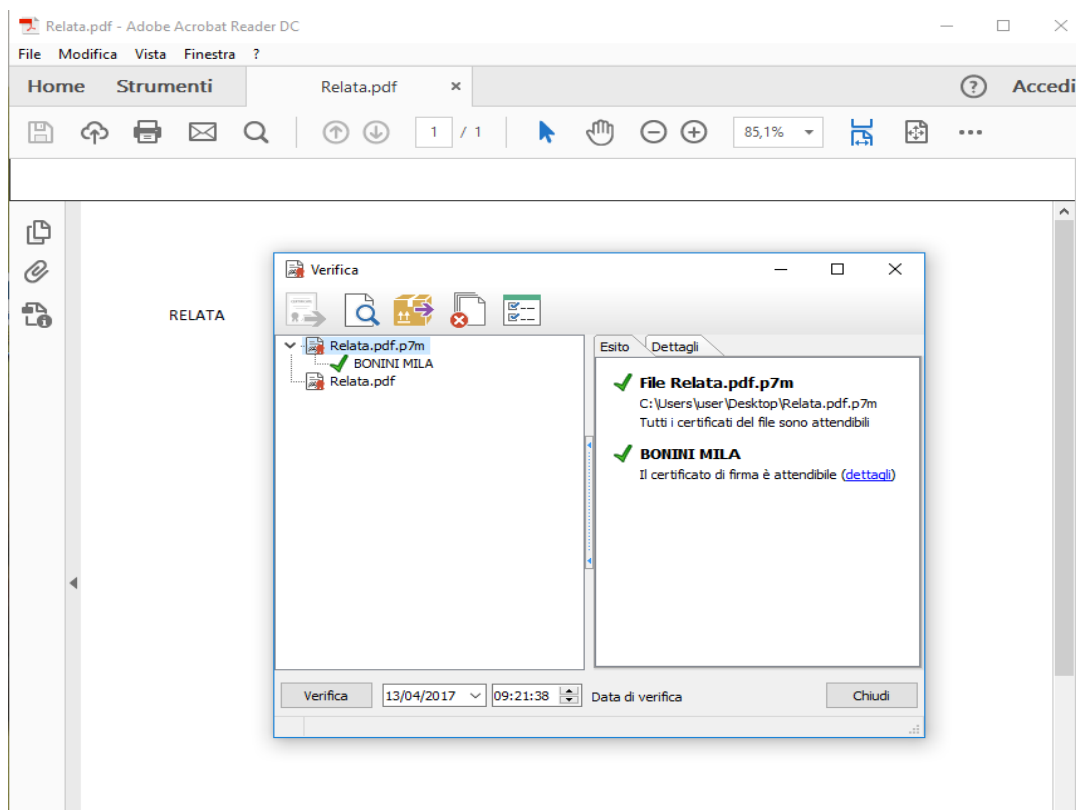 Relata.pdf - Adobe Acrobat Reader DC
File Modifica Vista Finestra ?
Home Strumenti Relata.pdf × ? Accedi
1 / 1 85,1%
RELATA
Verifica
Relata.pdf.p7m
BONINI MILA
Relata.pdf
Esito Dettagli
File Relata.pdf.p7m
C:\Users\user\Desktop\Relata.pdf.p7m
Tutti i certificati del file sono attendibili
BONINI MILA
Il certificato di firma è attendibile (dettagli)
Verifica 13/04/2017 09:21:38 Data di verifica Chiudi